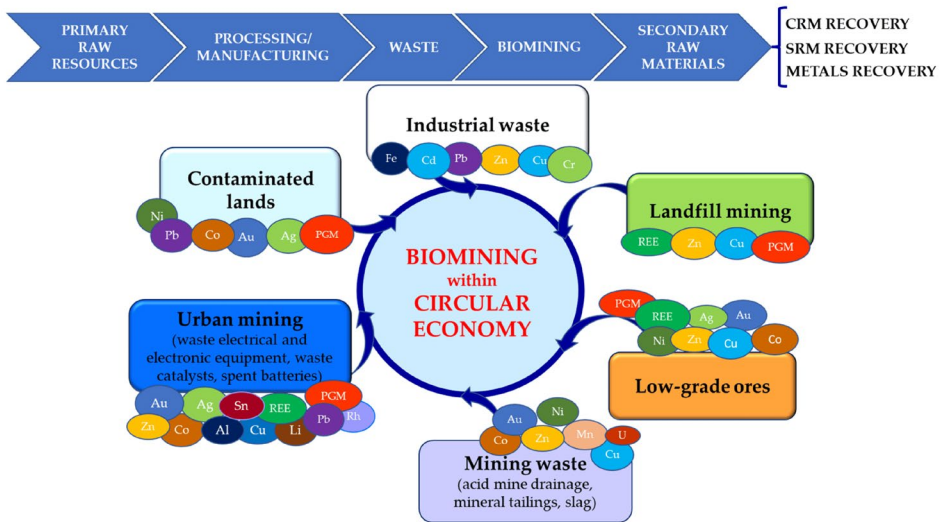 PRIMARY
RAW
RESOURCES
PROCESSING/
MANUFACTURING
WASTE
BIOMINING
SECONDARY
RAW
MATERIALS
CRM RECOVERY
SRM RECOVERY
METALS RECOVERY
Industrial waste
Fe Cd Pb Zn Cu Cr
Contaminated
lands
Ni
Pb Co Au Ag PGM
Landfill mining
REE Zn Cu PGM
BIOMINING
within
CIRCULAR
ECONOMY
Urban mining
(waste electrical and
electronic equipment, waste
catalysts, spent batteries)
Au Ag Sn REE PGM
Zn Co Al Cu Li Pb Rh
PGM REE Ag Au
Ni Zn Cu Co
Low-grade ores
Au Ni
Co Zn Mn U
Cu
Mining waste
(acid mine drainage,
mineral tailings, slag)